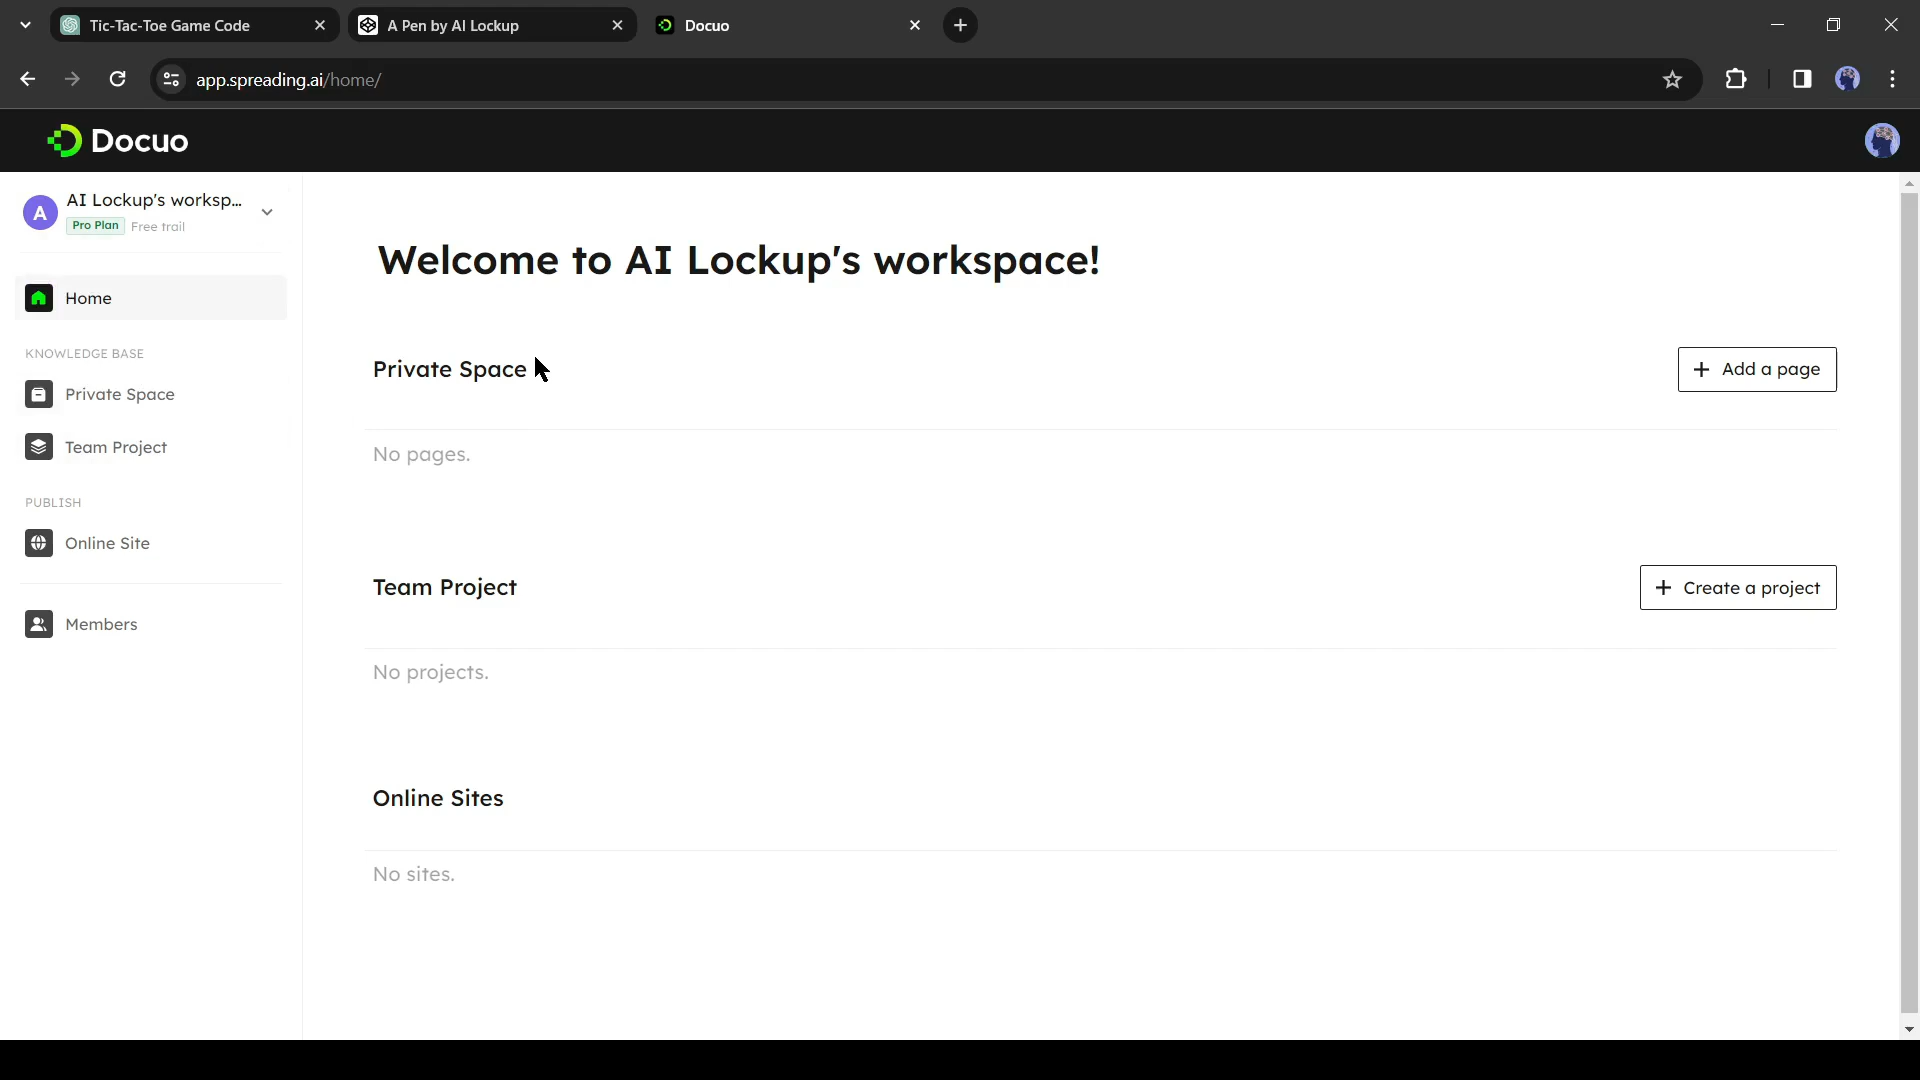 Tic-Tac-Toe Game Code
A Pen by AI Lockup
Docuo
app.spreading.ai/home/
Docuo
A
AI Lockup's worksp...
Pro Plan Free trail
Home
KNOWLEDGE BASE
Private Space
Team Project
PUBLISH
Online Site
Members
Welcome to AI Lockup's workspace!
Private Space
+ Add a page
No pages.
Team Project
+ Create a project
No projects.
Online Sites
No sites.